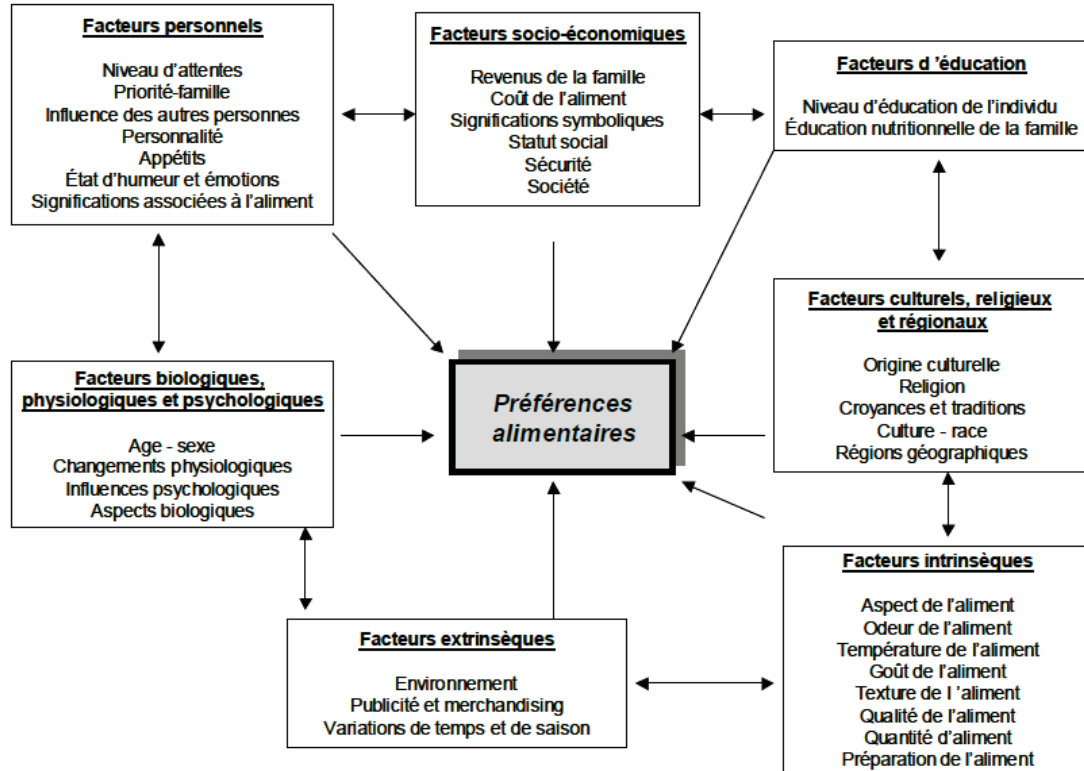 Facteurs personnels
Niveau d'attentes
Priorité-famille
Influence des autres personnes
Personnalité
Appétits
État d'humeur et émotions
Significations associées à l'aliment
Facteurs socio-économiques
Revenus de la famille
Coût de l'aliment
Significations symboliques
Statut social
Sécurité
Société
Facteurs d 'éducation
Niveau d'éducation de l'individu
Éducation nutritionnelle de la famille
Facteurs biologiques,
physiologiques et psychologiques
Age - sexe
Changements physiologiques
Influences psychologiques
Aspects biologiques
Préférences
alimentaires
Facteurs culturels, religieux
et régionaux
Origine culturelle
Religion
Croyances et traditions
Culture - race
Régions géographiques
Facteurs extrinsèques
Environnement
Publicité et merchandising
Variations de temps et de saison
Facteurs intrinsèques
Aspect de l'aliment
Odeur de l'aliment
Température de l'aliment
Goût de l'aliment
Texture de l 'aliment
Qualité de l'aliment
Quantité d'aliment
Préparation de l'aliment